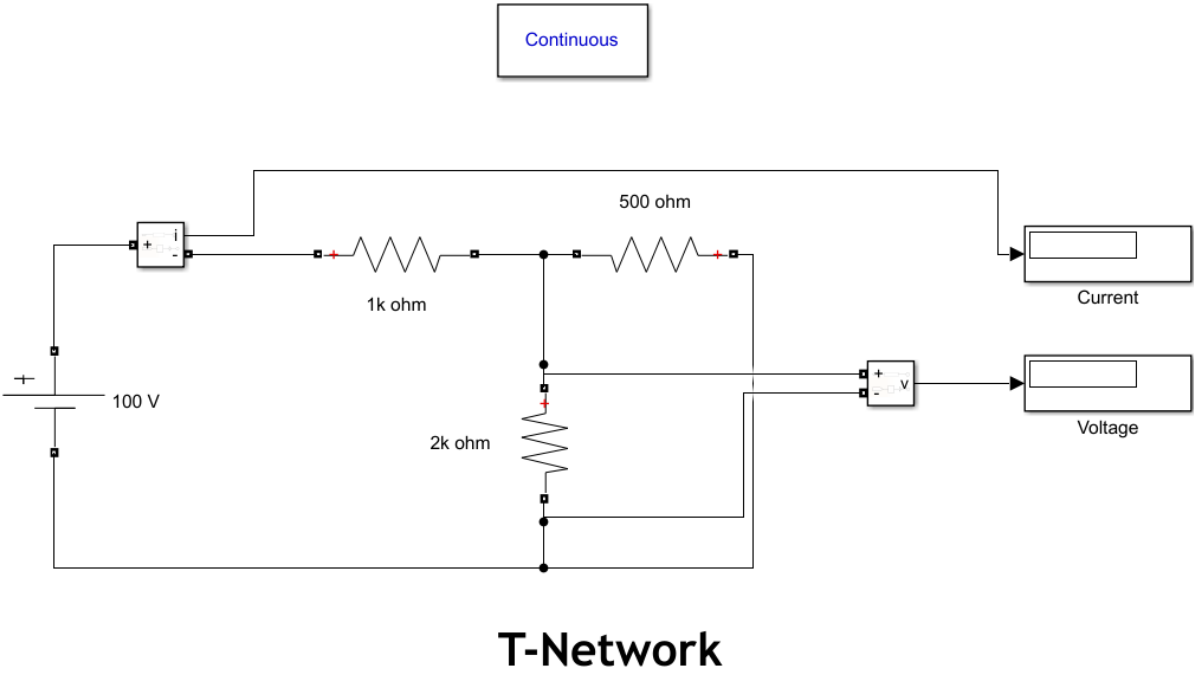 Continuous
500 ohm
+
i
-
+
+
1k ohm
Current
+
100 V
+
-
v
+
2k ohm
Voltage
T-Network